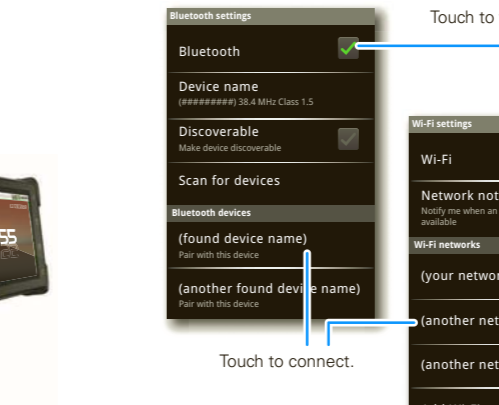 Touch to
Bluetooth settings
Bluetooth
Device name
(#########) 38.4 MHz Class 1.5
Discoverable
Make device discoverable
Scan for devices
Bluetooth devices
(found device name)
Pair with this device
(another found device name)
Pair with this device
Touch to connect.
Wi-Fi settings
Wi-Fi
Network not
Notify me when an
available
Wi-Fi networks
(your networ
(another net
(another net
55